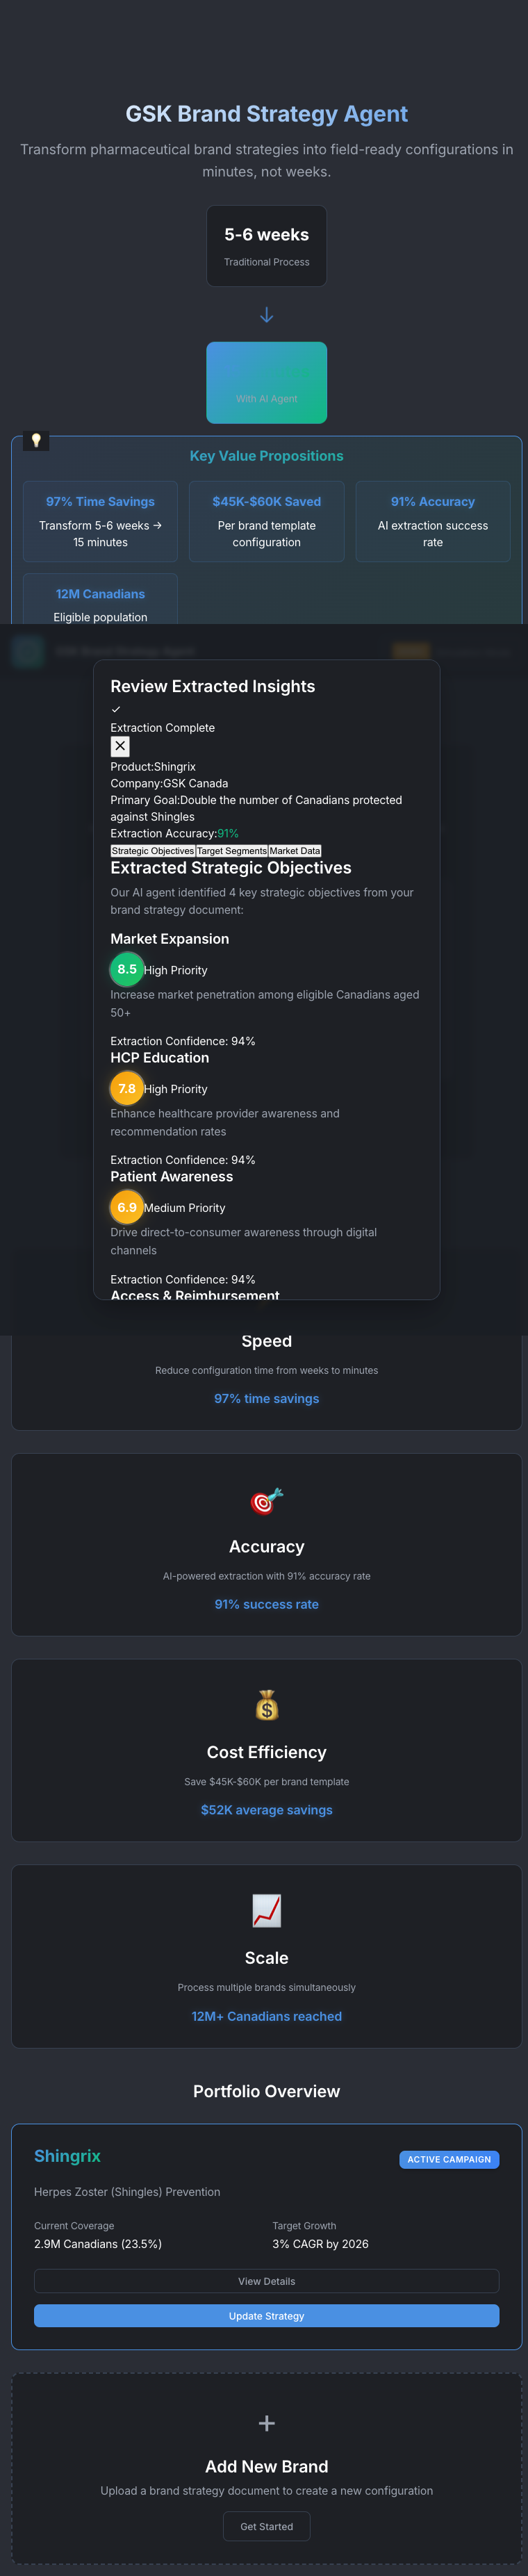 GSK Brand Strategy Agent
Transform pharmaceutical brand strategies into field-ready configurations in
minutes, not weeks.
5-6 weeks
Traditional Process
↓
With AI Agent
Key Value Propositions
97% Time Savings
Transform 5-6 weeks →
15 minutes
$45K-$60K Saved
Per brand template
configuration
91% Accuracy
AI extraction success
rate
12M Canadians
Eligible population
GSK Brand Strategy Agent
Review Extracted Insights
✓
Extraction Complete
Product:Shingrix
Company:GSK Canada
Primary Goal:Double the number of Canadians protected
against Shingles
Extraction Accuracy:91%
Strategic Objectives Target Segments Market Data
Extracted Strategic Objectives
Our AI agent identified 4 key strategic objectives from your
brand strategy document:
Market Expansion
8.5 High Priority
Increase market penetration among eligible Canadians aged
50+
Extraction Confidence: 94%
HCP Education
7.8 High Priority
Enhance healthcare provider awareness and
recommendation rates
Extraction Confidence: 94%
Patient Awareness
6.9 Medium Priority
Drive direct-to-consumer awareness through digital
channels
Extraction Confidence: 94%
Access & Reimbursement
Speed
Reduce configuration time from weeks to minutes
97% time savings
Accuracy
AI-powered extraction with 91% accuracy rate
91% success rate
Cost Efficiency
Save $45K-$60K per brand template
$52K average savings
Scale
Process multiple brands simultaneously
12M+ Canadians reached
Portfolio Overview
Shingrix
ACTIVE CAMPAIGN
Herpes Zoster (Shingles) Prevention
Current Coverage
2.9M Canadians (23.5%)
Target Growth
3% CAGR by 2026
View Details
Update Strategy
+
Add New Brand
Upload a brand strategy document to create a new configuration
Get Started